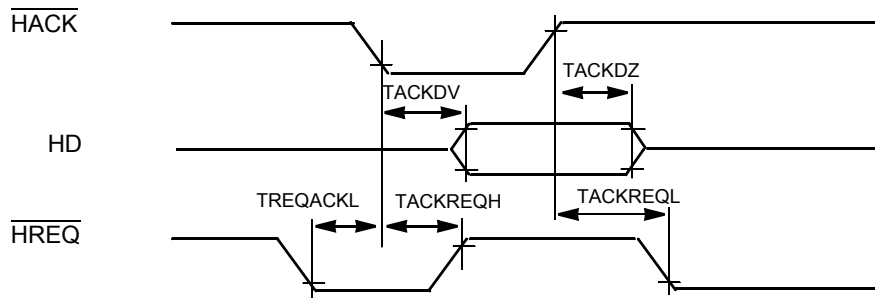 HACK
TACKDZ
TACKDV
HD
TREQACKL TACKREQH TACKREQL
HREQ